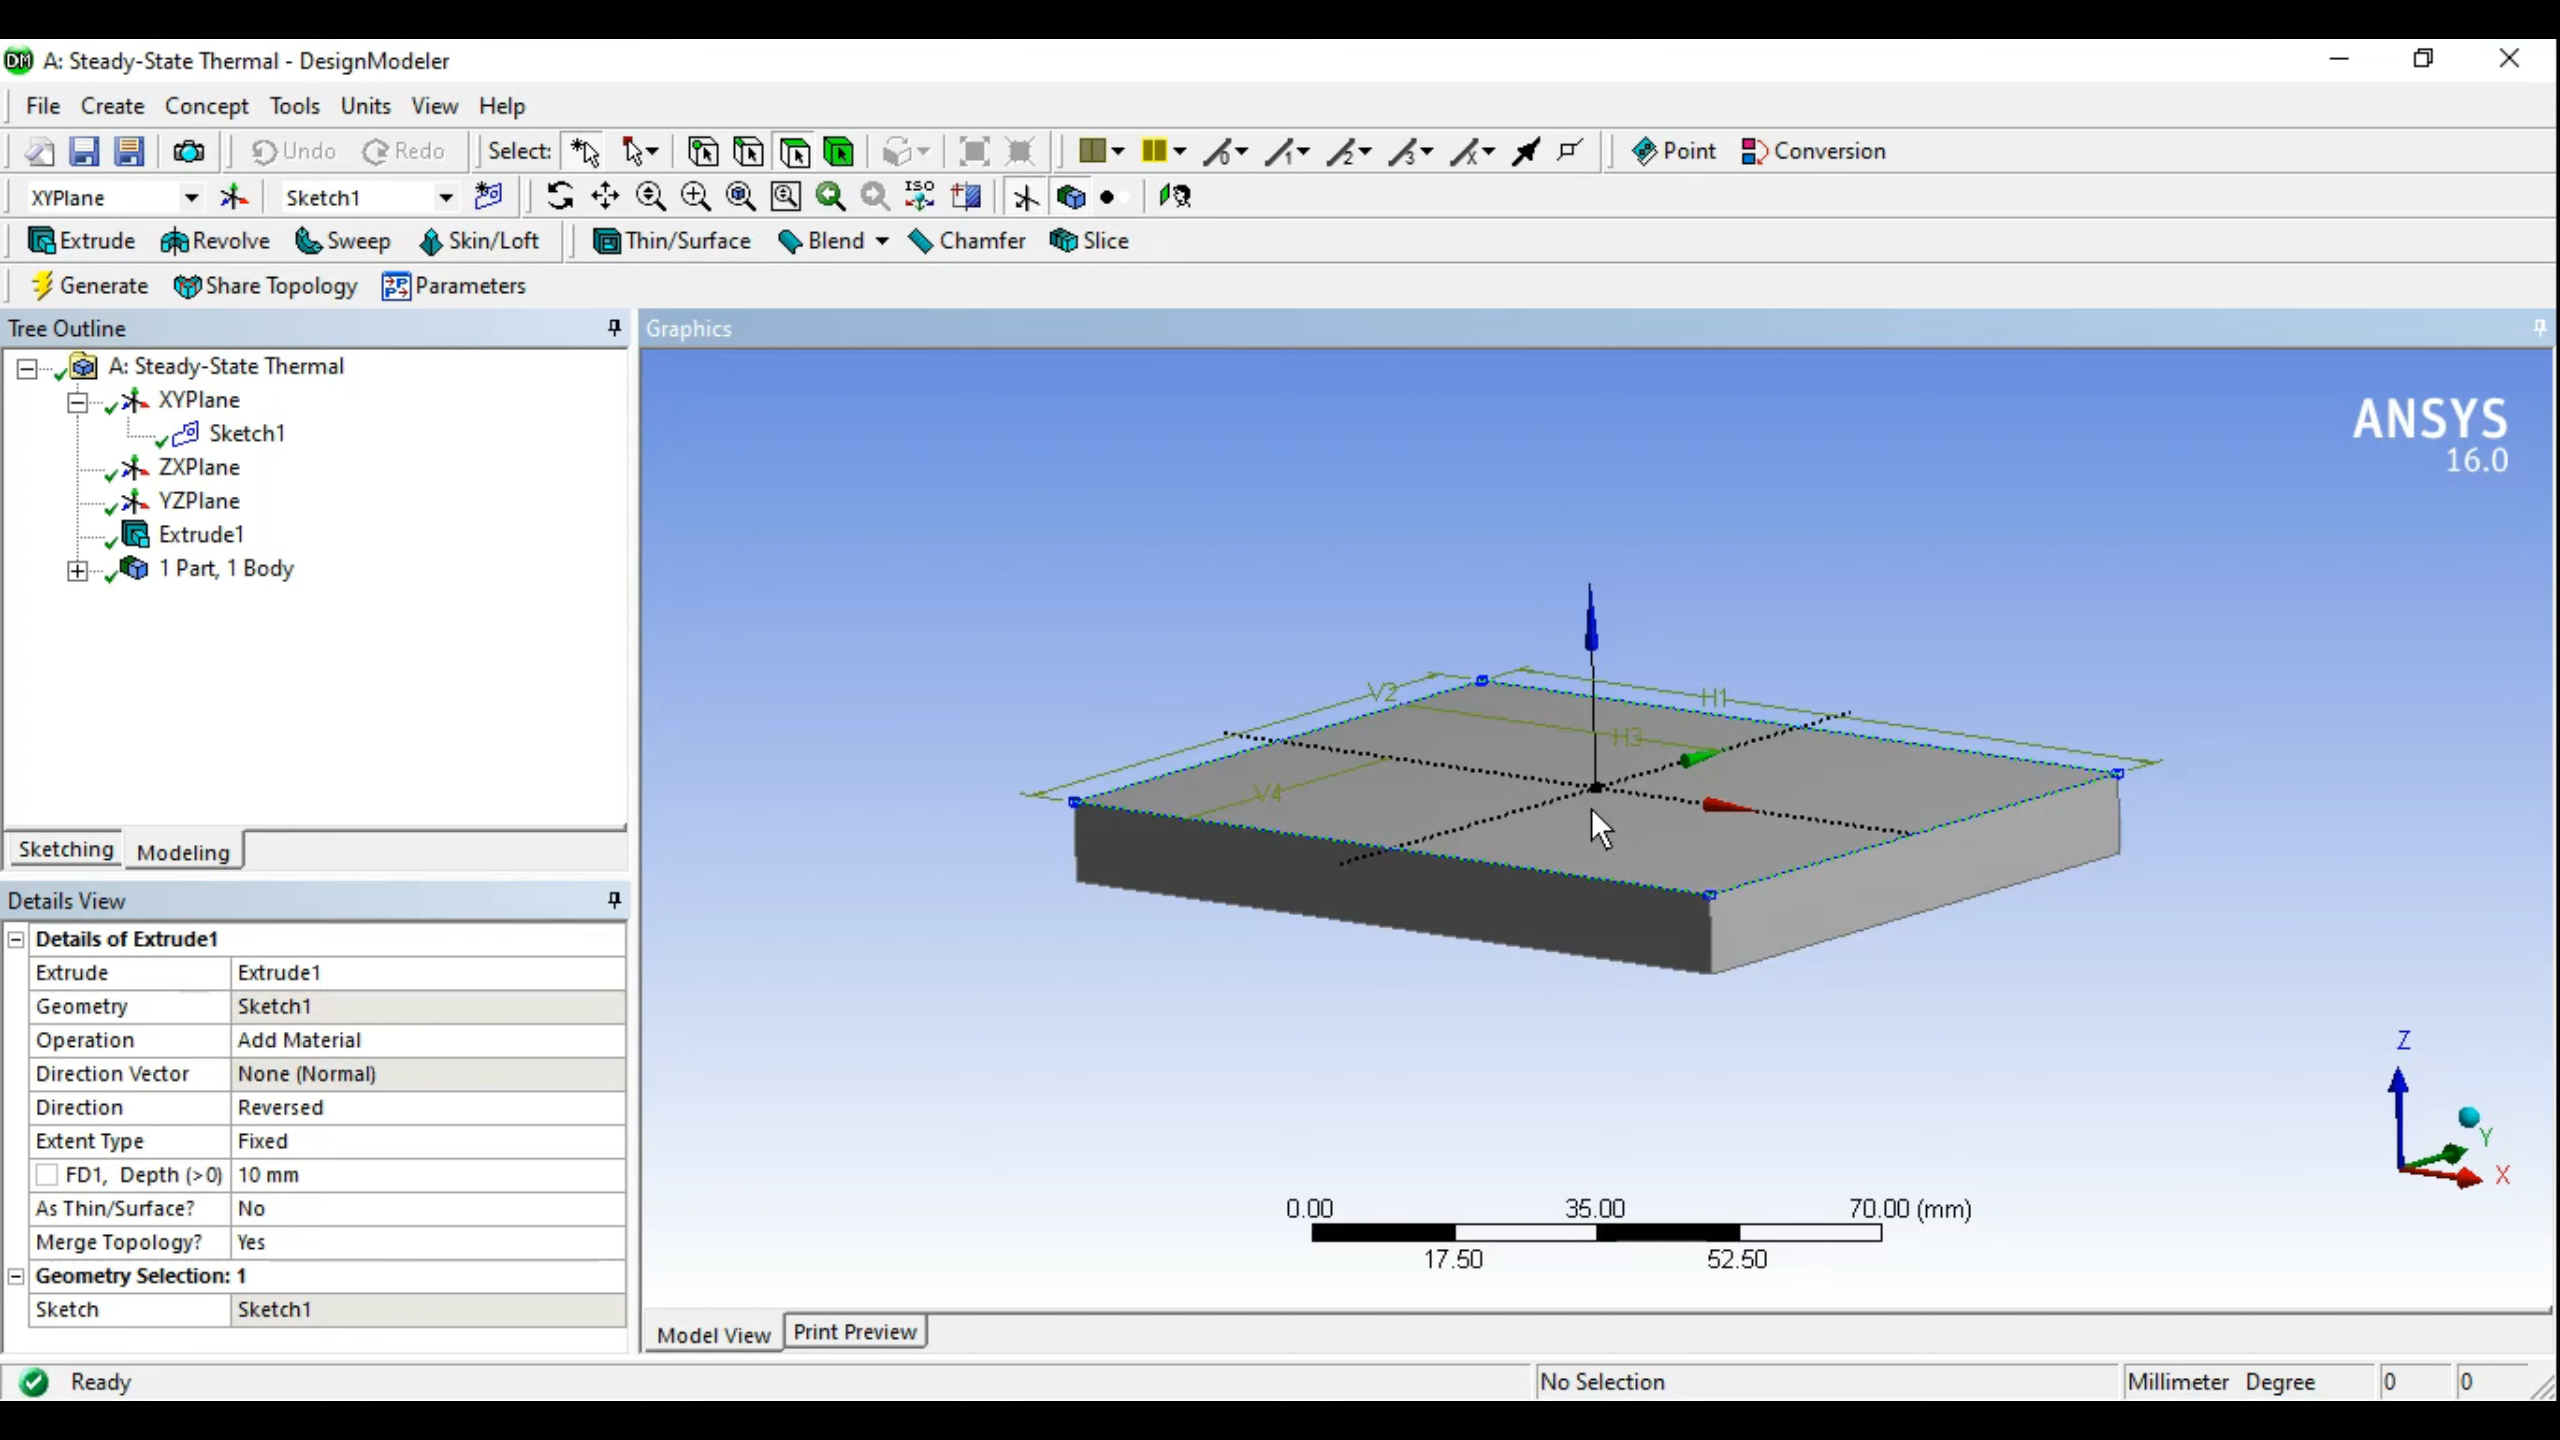 A: Steady-State Thermal - DesignModeler
File Create Concept Tools Units View Help
Undo Redo Select: Point Conversion
XYPlane Sketch1 ISO
Extrude Revolve Sweep Skin/Loft Thin/Surface Blend Chamfer Slice
Generate Share Topology Parameters
Tree Outline
A: Steady-State Thermal
XYPlane
Sketch1
ZXPlane
YZPlane
Extrude1
1 Part, 1 Body
Sketching Modeling
Details View
Details of Extrude1
Extrude Extrude1
Geometry Sketch1
Operation Add Material
Direction Vector None (Normal)
Direction Reversed
Extent Type Fixed
FD1, Depth (>0) 10 mm
As Thin/Surface? No
Merge Topology? Yes
Geometry Selection: 1
Sketch Sketch1
Graphics
ANSYS
16.0
V2 H1
H3
V4
Z
Y
X
0.00 35.00 70.00 (mm)
17.50 52.50
Model View Print Preview
Ready No Selection Millimeter Degree 0 0